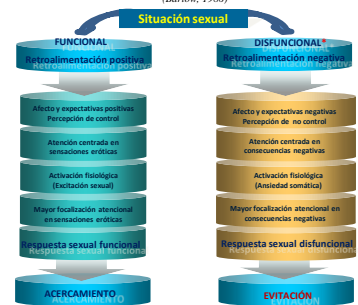 (Barlow, 1986)
Situación sexual
FUNCIONAL
Retroalimentación positiva
Afecto y expectativas positivas
Percepción de control
Atención centrada en
sensaciones eróticas
Activación fisiológica
(Excitación sexual)
Mayor focalización atencional
en sensaciones eróticas
Respuesta sexual funcional
ACERCAMIENTO
DISFUNCIONAL*
Retroalimentación negativa
Afecto y expectativas negativas
Percepción de no control
Atención centrada en
consecuencias negativas
Activación fisiológica
(Ansiedad somática)
Mayor focalización atencional en
consecuencias negativas
Respuesta sexual disfuncional
EVITACIÓN